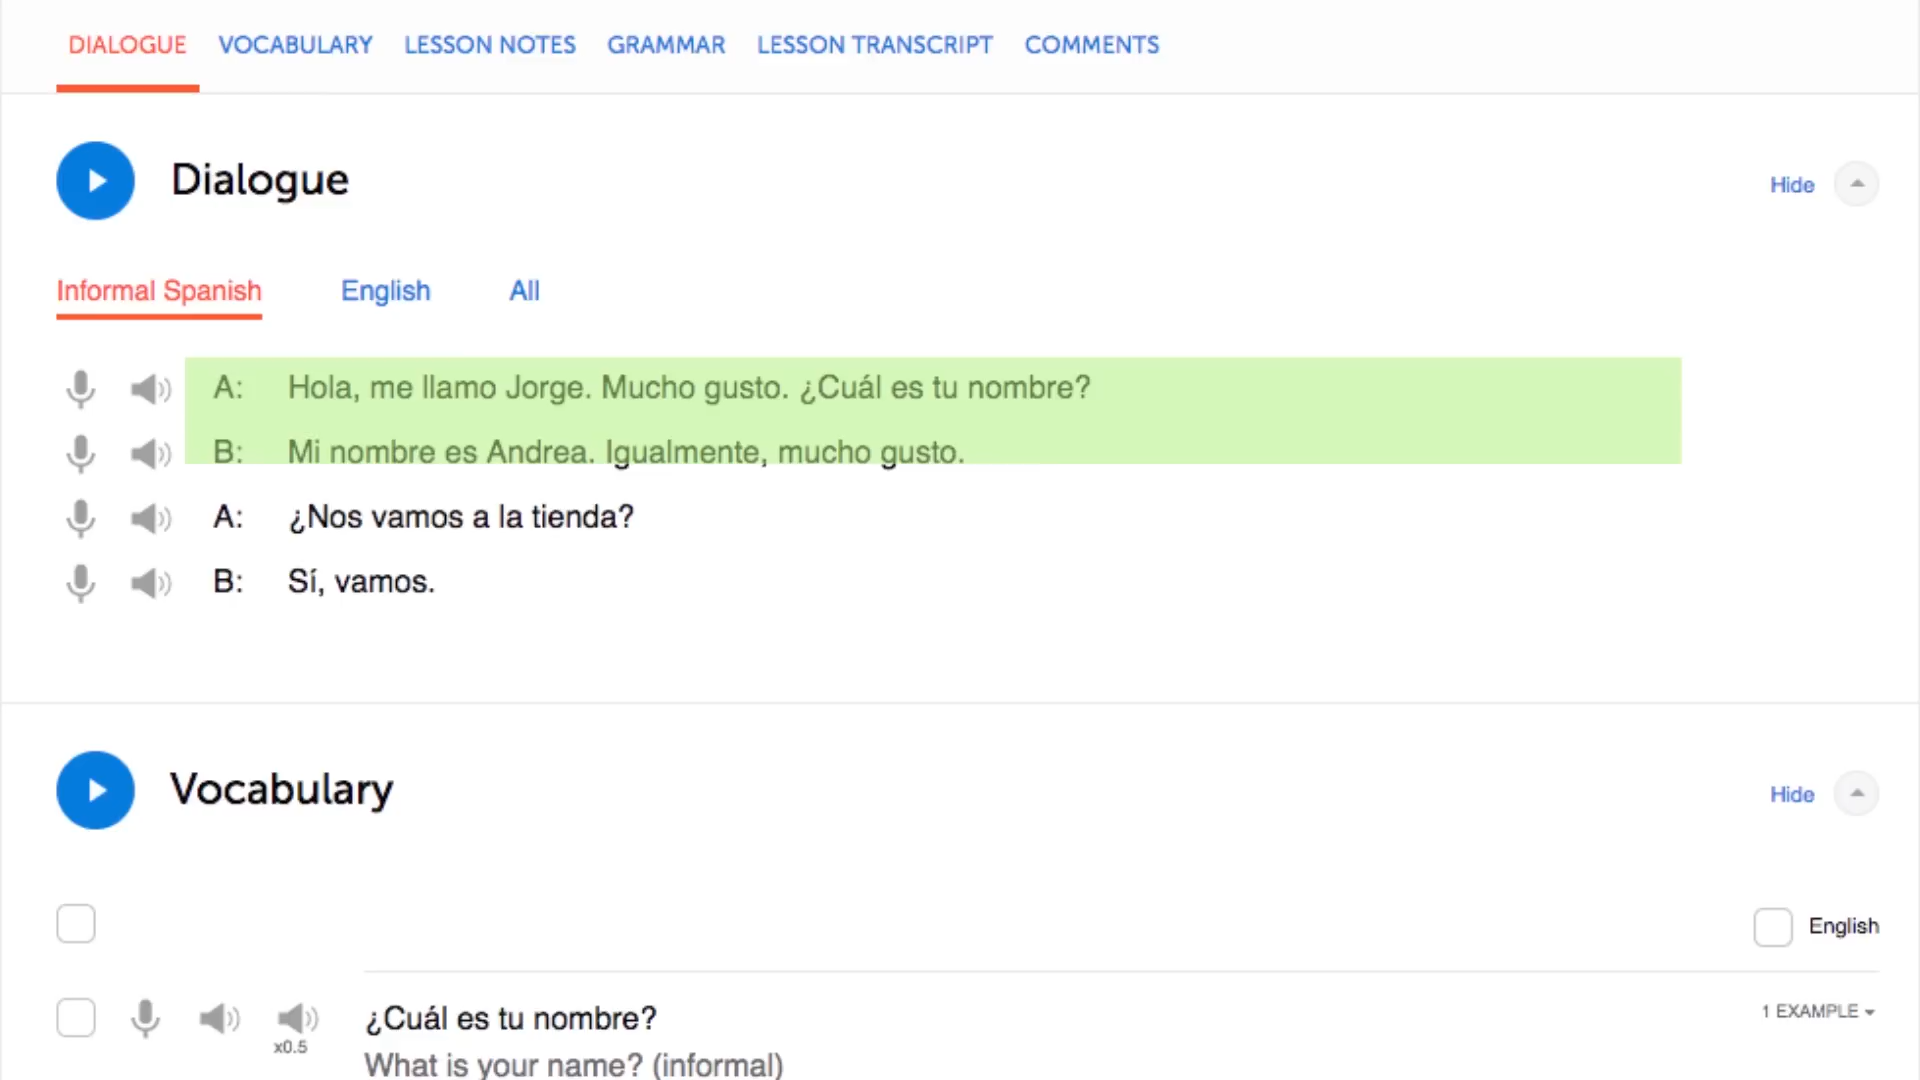 DIALOGUE VOCABULARY LESSON NOTES GRAMMAR LESSON TRANSCRIPT COMMENTS
Dialogue
Hide
Informal Spanish English All
A: Hola, me llamo Jorge. Mucho gusto. ¿Cuál es tu nombre?
B: Mi nombre es Andrea. Igualmente, mucho gusto.
A: ¿Nos vamos a la tienda?
B: Sí, vamos.
Vocabulary
Hide
English
¿Cuál es tu nombre?
1 EXAMPLE
x0.5
What is your name? (informal)